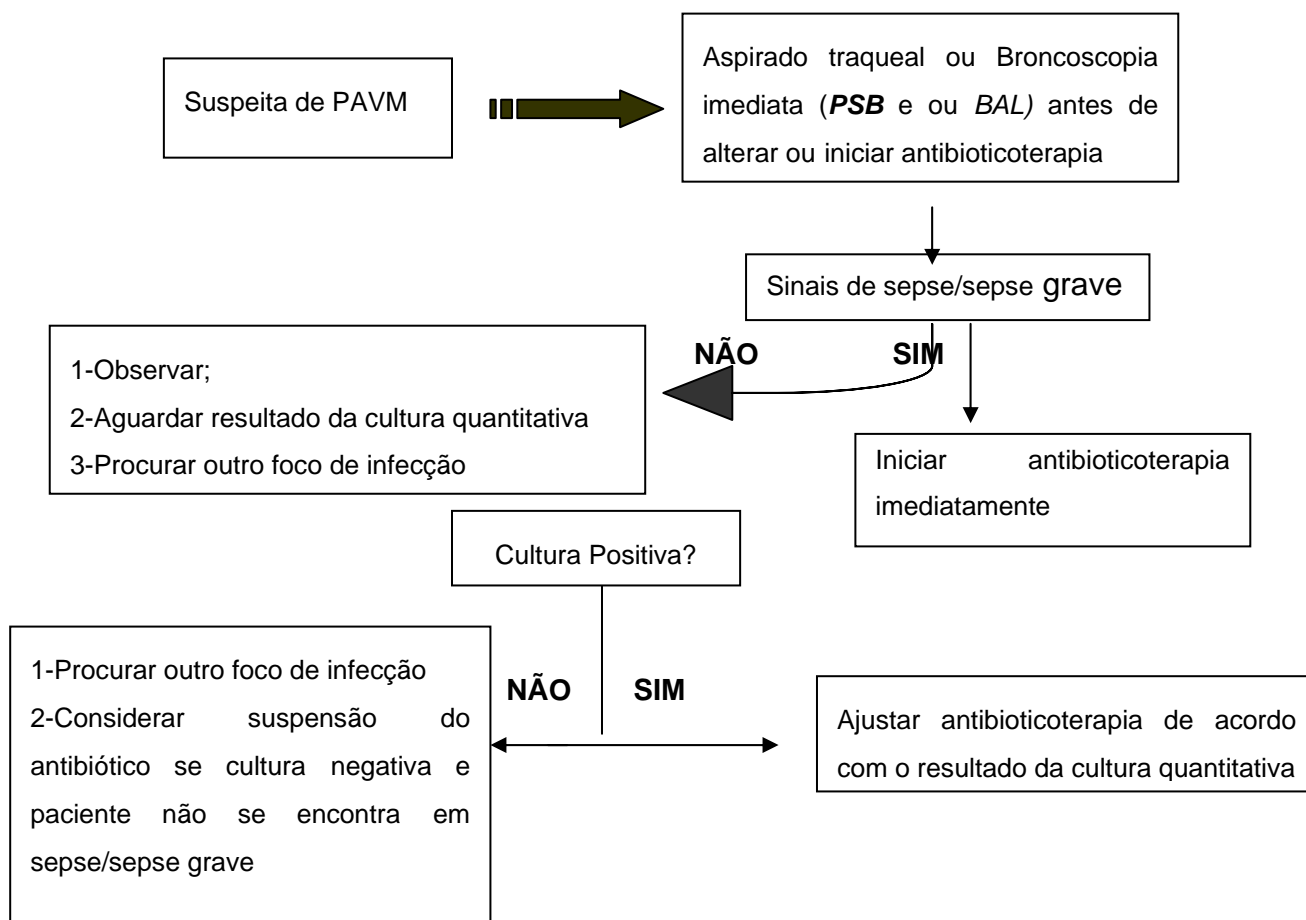 Suspeita de PAVM
Aspirado traqueal ou Broncoscopia
imediata (PSB e ou BAL) antes de
alterar ou iniciar antibioticoterapia
Sinais de sepse/sepse grave
NÃO
SIM
1-Observar;
2-Aguardar resultado da cultura quantitativa
3-Procurar outro foco de infecção
Iniciar antibioticoterapia
imediatamente
Cultura Positiva?
NÃO
SIM
1-Procurar outro foco de infecção
2-Considerar suspensão do
antibiótico se cultura negativa e
paciente não se encontra em
sepse/sepse grave
Ajustar antibioticoterapia de acordo
com o resultado da cultura quantitativa